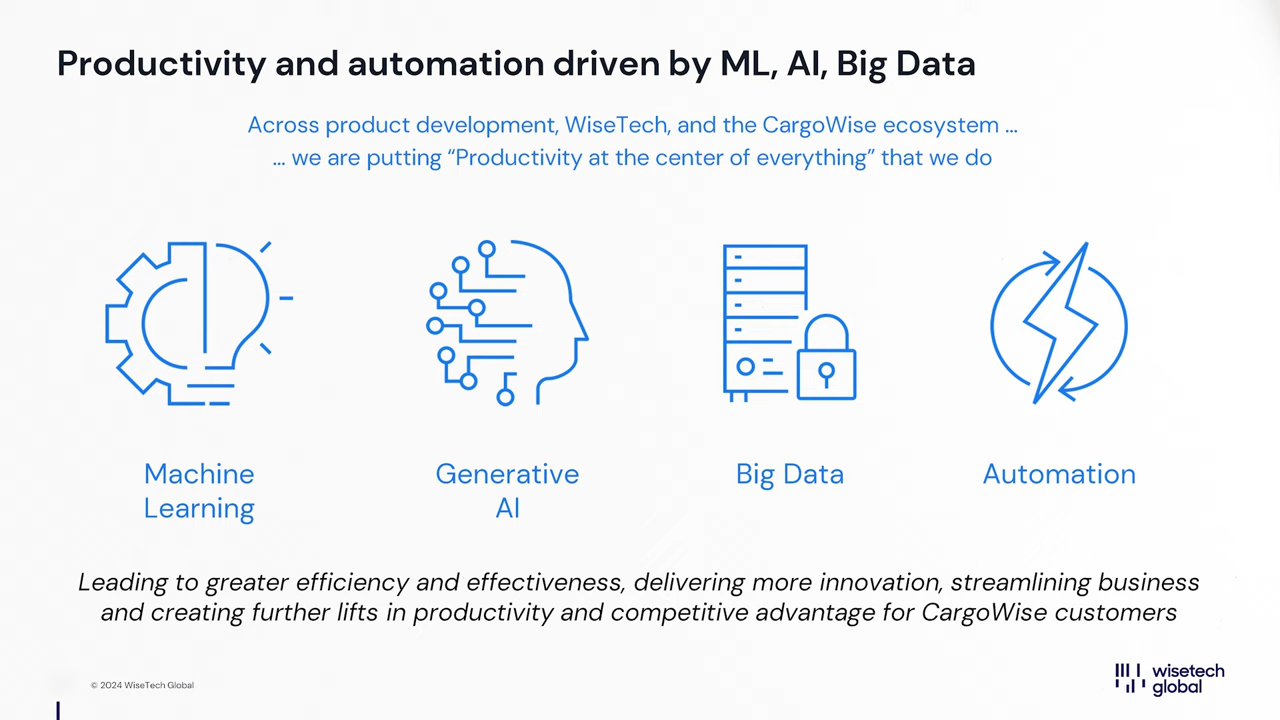 Productivity and automation driven by ML, AI, Big Data
Across product development, WiseTech, and the CargoWise ecosystem ...
... we are putting “Productivity at the center of everything” that we do
Machine
Learning
Generative
AI
Big Data
Automation
Leading to greater efficiency and effectiveness, delivering more innovation, streamlining business
and creating further lifts in productivity and competitive advantage for CargoWise customers
© 2024 WiseTech Global
wisetech
global